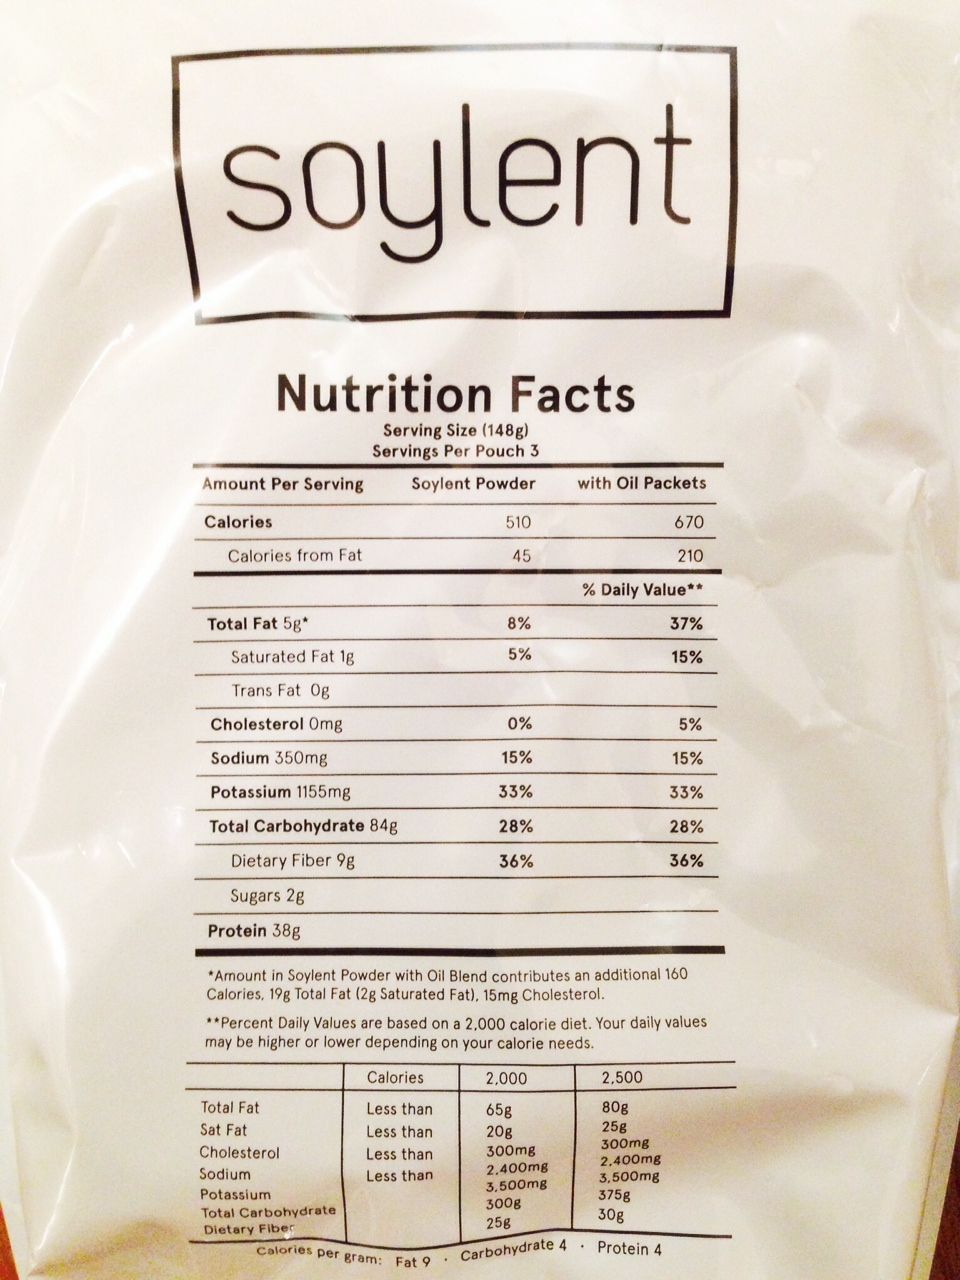 soylent
Nutrition Facts
Serving Size (148g)
Servings Per Pouch 3
Amount Per Serving Soylent Powder with Oil Packets
Calories 510 670
Calories from Fat 45 210
% Daily Value**
Total Fat 5g* 8% 37%
Saturated Fat 1g 5% 15%
Trans Fat 0g
Cholesterol 0mg 0% 5%
Sodium 350mg 15% 15%
Potassium 1155mg 33% 33%
Total Carbohydrate 84g 28% 28%
Dietary Fiber 9g 36% 36%
Sugars 2g
Protein 38g
*Amount in Soylent Powder with Oil Blend contributes an additional 160
Calories, 19g Total Fat (2g Saturated Fat), 15mg Cholesterol.
**Percent Daily Values are based on a 2,000 calorie diet. Your daily values
may be higher or lower depending on your calorie needs.
Calories 2,000 2,500
Total Fat Less than 65g 80g
Sat Fat Less than 20g 25g
Cholesterol Less than 300mg 300mg
Sodium Less than 2,400mg 2,400mg
Potassium 3,500mg 3,500mg
Total Carbohydrate 300g 375g
Dietary Fiber 25g 30g
Calories per gram: Fat 9 · Carbohydrate 4 · Protein 4